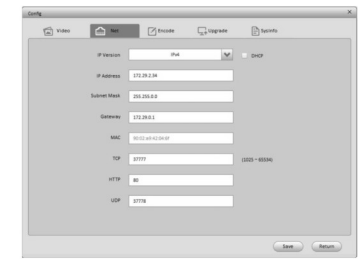 Config
Video Net Encode Upgrade Sysinfo
IP Version IPv4 DHCP
IP Address 172.29.2.34
Subnet Mask 255.255.0.0
Gateway 172.29.0.1
MAC
TCP 37777 (1025 ~ 65534)
HTTP 80
UDP 37778
Save Return